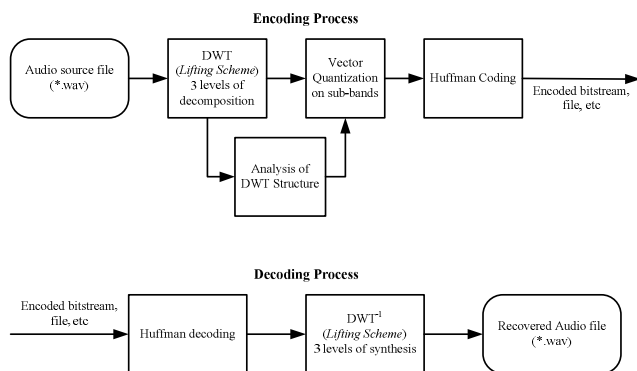 Encoding Process
Audio source file
(*.wav)
DWT
(Lifting Scheme)
3 levels of
decomposition
Vector
Quantization
on sub-bands
Huffman Coding
Encoded bitstream,
file, etc
Analysis of
DWT Structure
Decoding Process
Encoded bitstream,
file, etc
Huffman decoding
DWT-1
(Lifting Scheme)
3 levels of synthesis
Recovered Audio file
(*.wav)